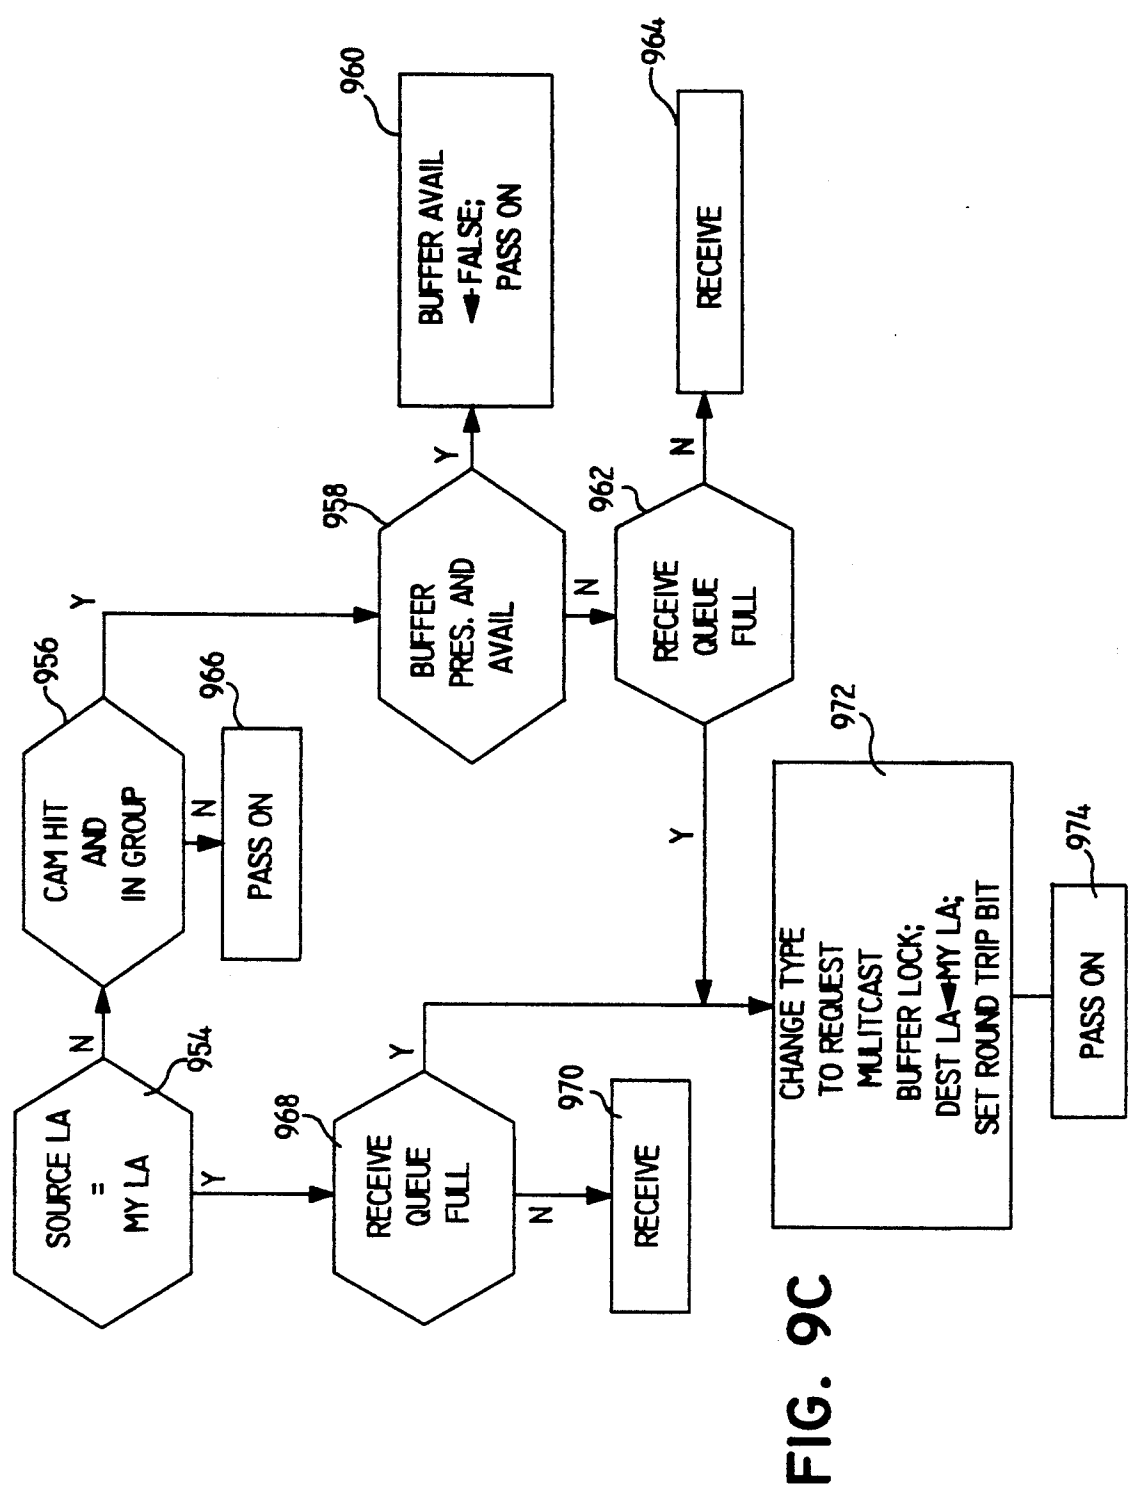 SOURCE LA
=
MY LA
954
N
Y
CAM HIT
AND
IN GROUP
956
Y
N
PASS ON
966
BUFFER
PRES. AND
AVAIL
958
Y
N
BUFFER AVAIL
◄FALSE;
PASS ON
960
RECEIVE
QUEUE
FULL
962
N
Y
RECEIVE
964
RECEIVE
QUEUE
FULL
968
Y
N
RECEIVE
970
CHANGE TYPE
TO REQUEST
MULITCAST
BUFFER LOCK;
DEST LA◄MY LA;
SET ROUND TRIP BIT
972
PASS ON
974
FIG. 9C